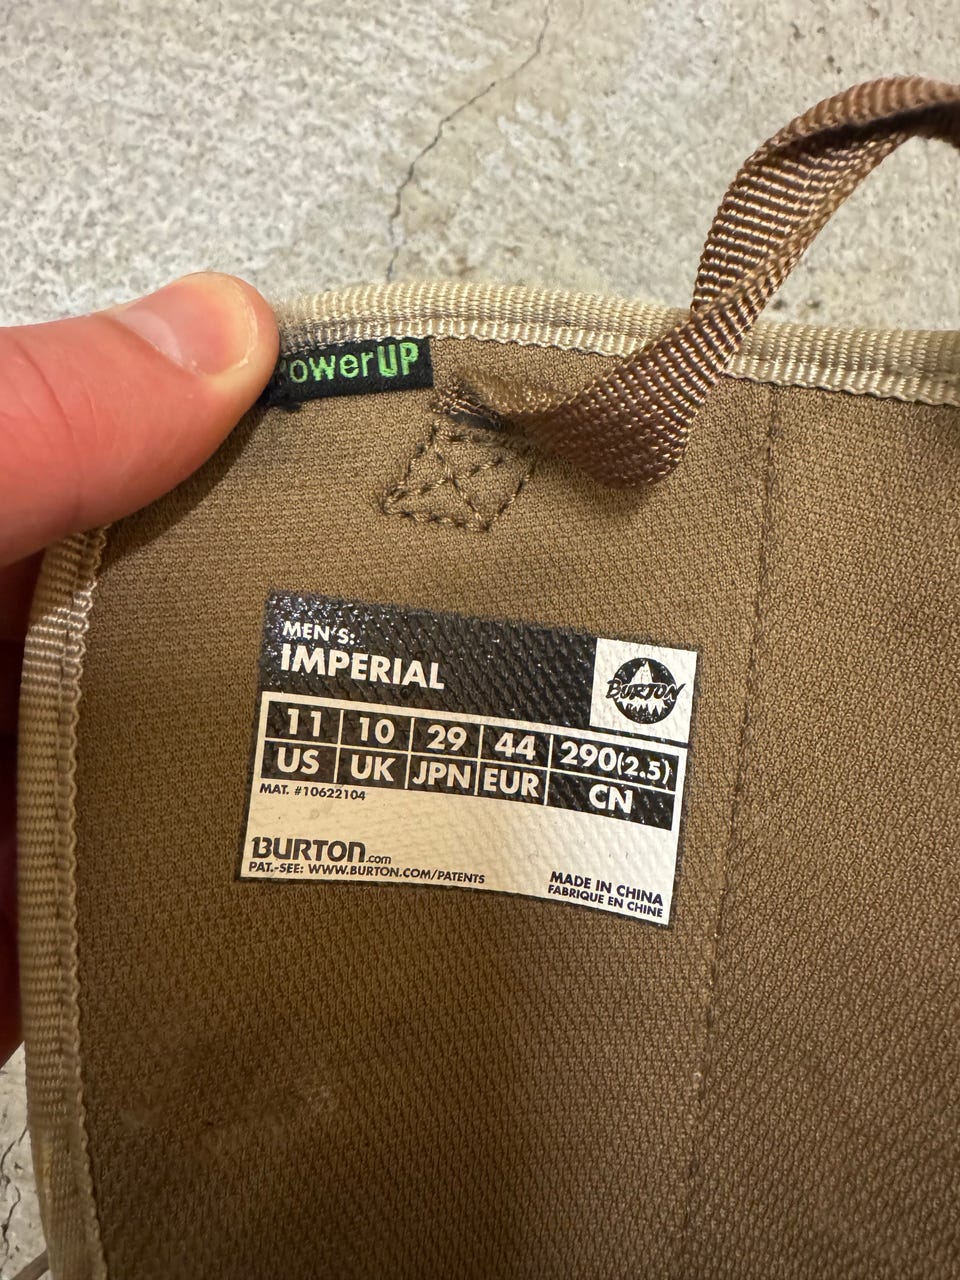 owerUP
MEN'S:
IMPERIAL
BURTON
11 10 29 44 290(2.5)
US UK JPN EUR CN
MAT. #10622104
BURTON.com
PAT.-SEE: WWW.BURTON.COM/PATENTS
MADE IN CHINA
FABRIQUE EN CHINE